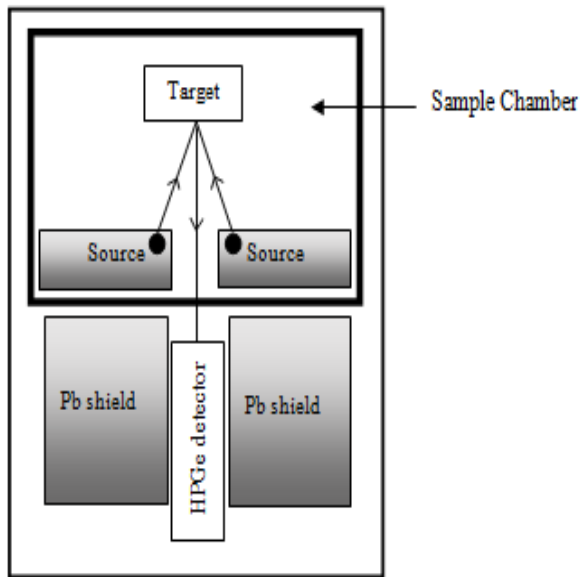 Target
Sample Chamber
Source
Source
Pb shield
Pb shield
HPGe detector